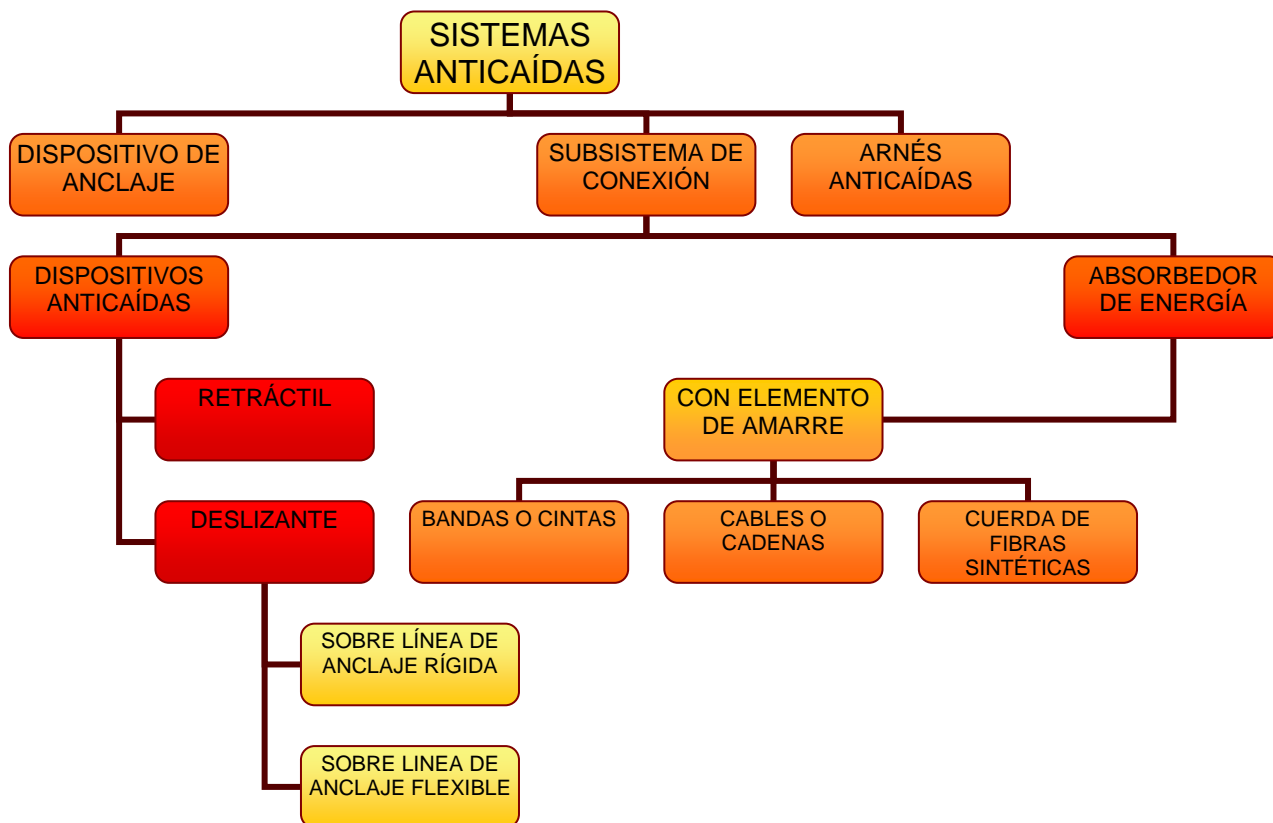 SISTEMAS
ANTICAÍDAS
DISPOSITIVO DE
ANCLAJE
SUBSISTEMA DE
CONEXIÓN
ARNÉS
ANTICAÍDAS
DISPOSITIVOS
ANTICAÍDAS
ABSORBEDOR
DE ENERGÍA
RETRÁCTIL
CON ELEMENTO
DE AMARRE
DESLIZANTE
BANDAS O CINTAS
CABLES O
CADENAS
CUERDA DE
FIBRAS
SINTÉTICAS
SOBRE LÍNEA DE
ANCLAJE RÍGIDA
SOBRE LINEA DE
ANCLAJE FLEXIBLE